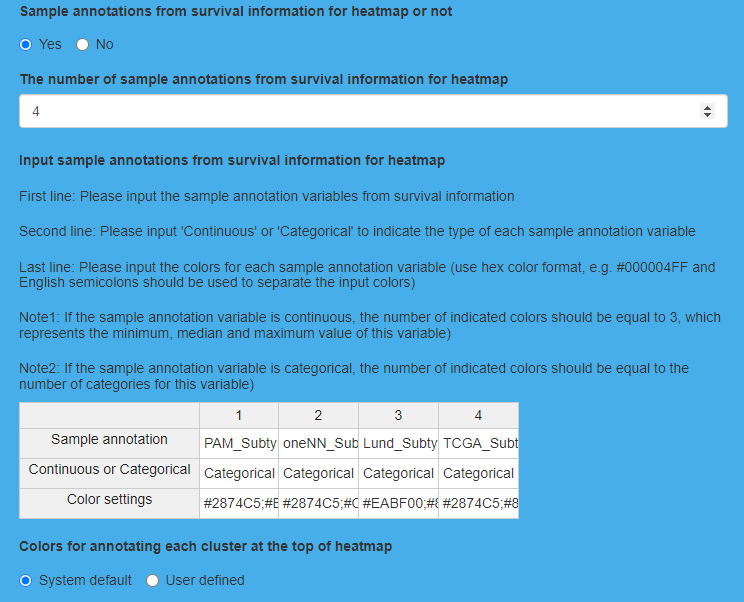 Sample annotations from survival information for heatmap or not
Yes No
The number of sample annotations from survival information for heatmap
4
Input sample annotations from survival information for heatmap
First line: Please input the sample annotation variables from survival information
Second line: Please input 'Continuous' or 'Categorical' to indicate the type of each sample annotation variable
Last line: Please input the colors for each sample annotation variable (use hex color format, e.g. #000004FF and
English semicolons should be used to separate the input colors)
Note1: If the sample annotation variable is continuous, the number of indicated colors should be equal to 3, which
represents the minimum, median and maximum value of this variable)
Note2: If the sample annotation variable is categorical, the number of indicated colors should be equal to the
number of categories for this variable)
1 2 3 4
Sample annotation PAM_Subty oneNN_Sub Lund_Subty TCGA_Subt
Continuous or Categorical Categorical Categorical Categorical Categorical
Color settings #2874C5;#E #2874C5;#C #EABF00;#8 #2874C5;#8
Colors for annotating each cluster at the top of heatmap
System default User defined